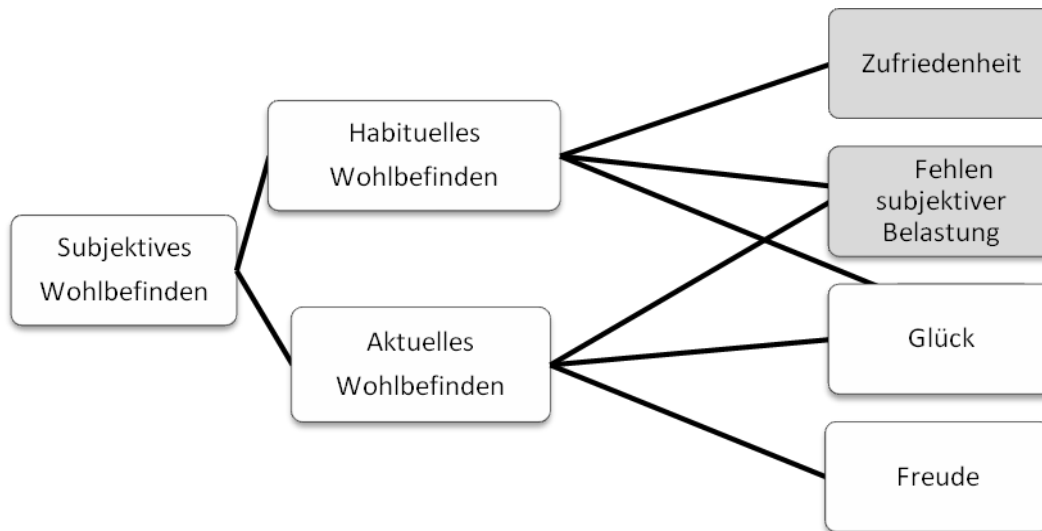 Subjektives
Wohlbefinden
Habituelles
Wohlbefinden
Aktuelles
Wohlbefinden
Zufriedenheit
Fehlen
subjektiver
Belastung
Glück
Freude